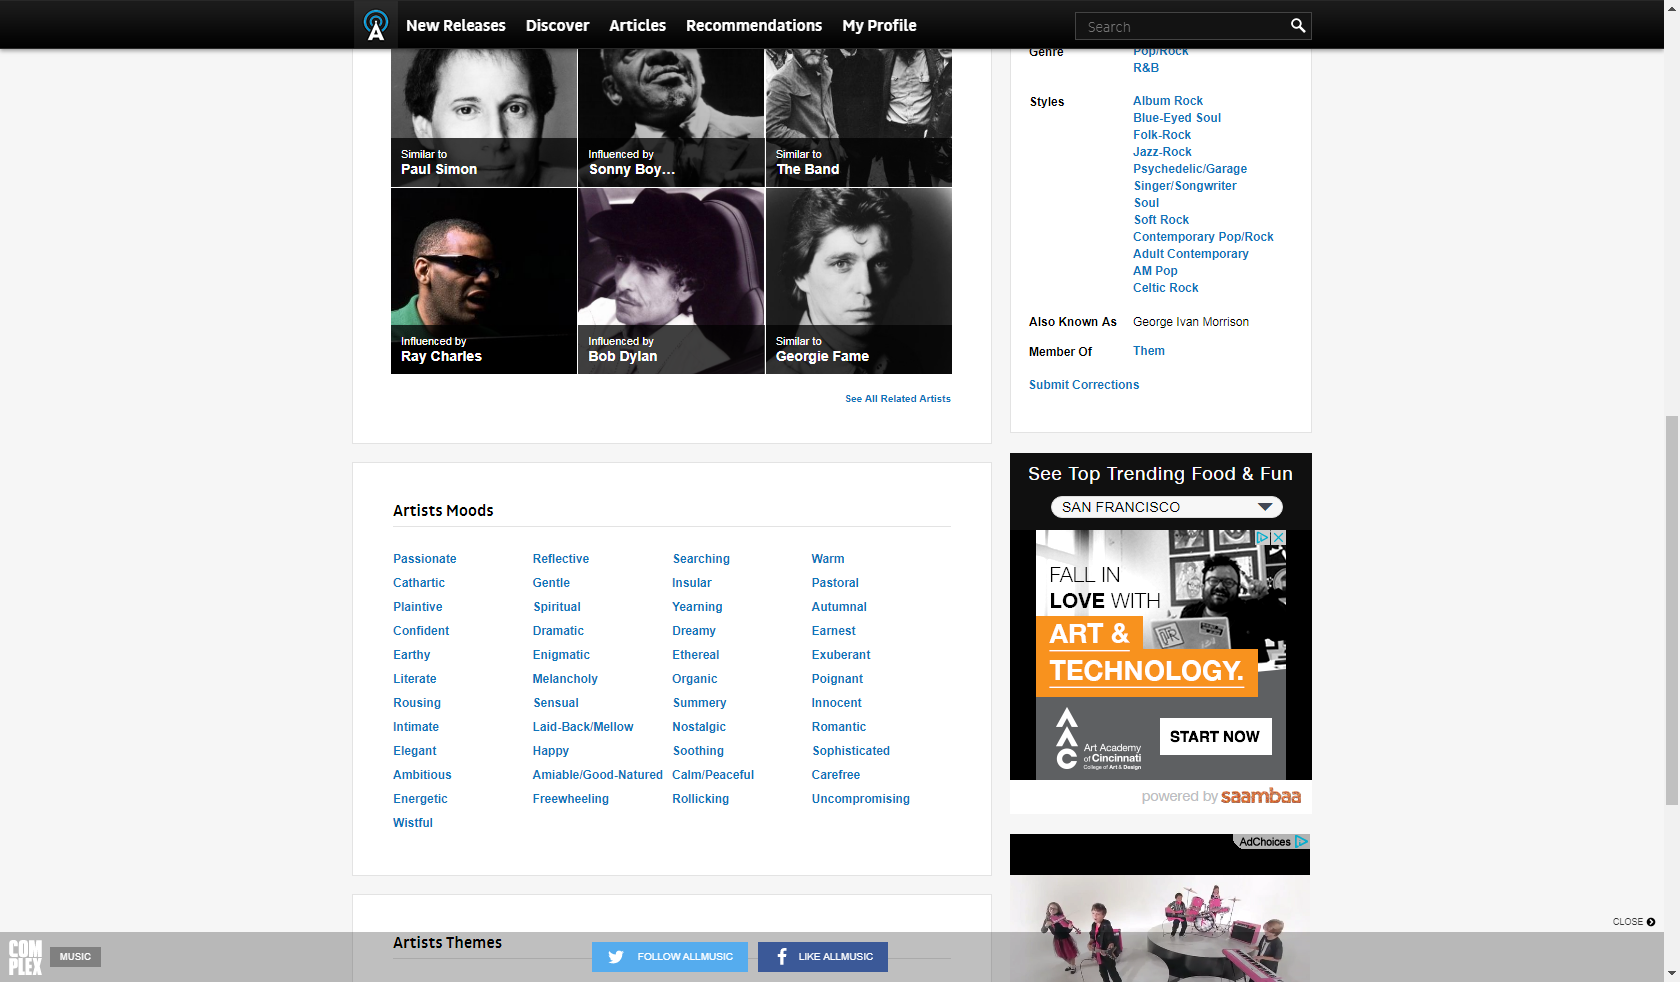 New Releases Discover Articles Recommendations My Profile Search
Similar to
Paul Simon
Influenced by
Sonny Boy...
Similar to
The Band
Influenced by
Ray Charles
Influenced by
Bob Dylan
Similar to
Georgie Fame
See All Related Artists
Genre Pop/Rock
R&B
Styles Album Rock
Blue-Eyed Soul
Folk-Rock
Jazz-Rock
Psychedelic/Garage
Singer/Songwriter
Soul
Soft Rock
Contemporary Pop/Rock
Adult Contemporary
AM Pop
Celtic Rock
Also Known As George Ivan Morrison
Member Of Them
Submit Corrections
Artists Moods
Passionate Reflective Searching Warm
Cathartic Gentle Insular Pastoral
Plaintive Spiritual Yearning Autumnal
Confident Dramatic Dreamy Earnest
Earthy Enigmatic Ethereal Exuberant
Literate Melancholy Organic Poignant
Rousing Sensual Summery Innocent
Intimate Laid-Back/Mellow Nostalgic Romantic
Elegant Happy Soothing Sophisticated
Ambitious Amiable/Good-Natured Calm/Peaceful Carefree
Energetic Freewheeling Rollicking Uncompromising
Wistful
See Top Trending Food & Fun
SAN FRANCISCO
FALL IN
LOVE WITH
ART &
TECHNOLOGY.
AAC
Art Academy
of Cincinnati
College of Art & Design
START NOW
powered by saambaa
AdChoices
Artists Themes
CLOSE
COMPLEX
MUSIC
FOLLOW ALLMUSIC
LIKE ALLMUSIC